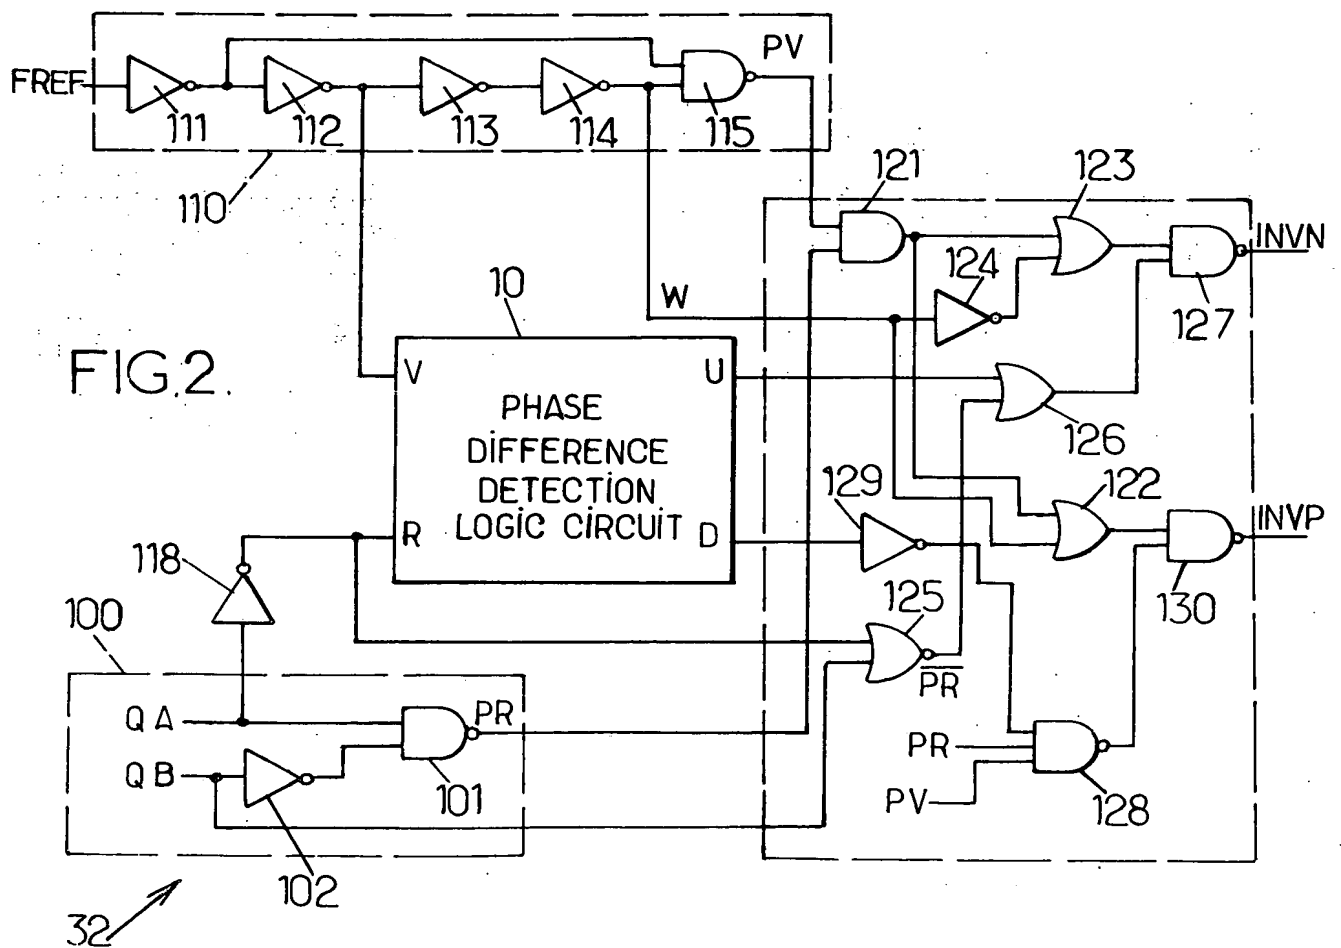 PV
FREF
111
112
113
114
115
110
121
123
INVN
10
W
124
127
FIG.2.
V
U
PHASE
DIFFERENCE
DETECTION
LOGIC CIRCUIT
126
129
122
INVP
R
D
118
125
130
100
PR
QA
PR
PR
QB
101
PV
128
102
32